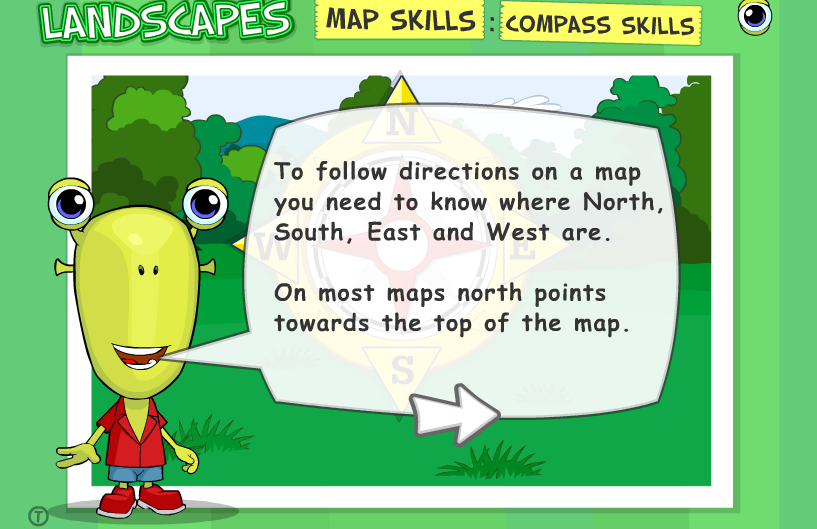 LANDSCAPES
MAP SKILLS : COMPASS SKILLS
N
To follow directions on a map
you need to know where North,
South, East and West are.
W E
On most maps north points
towards the top of the map.
S
T